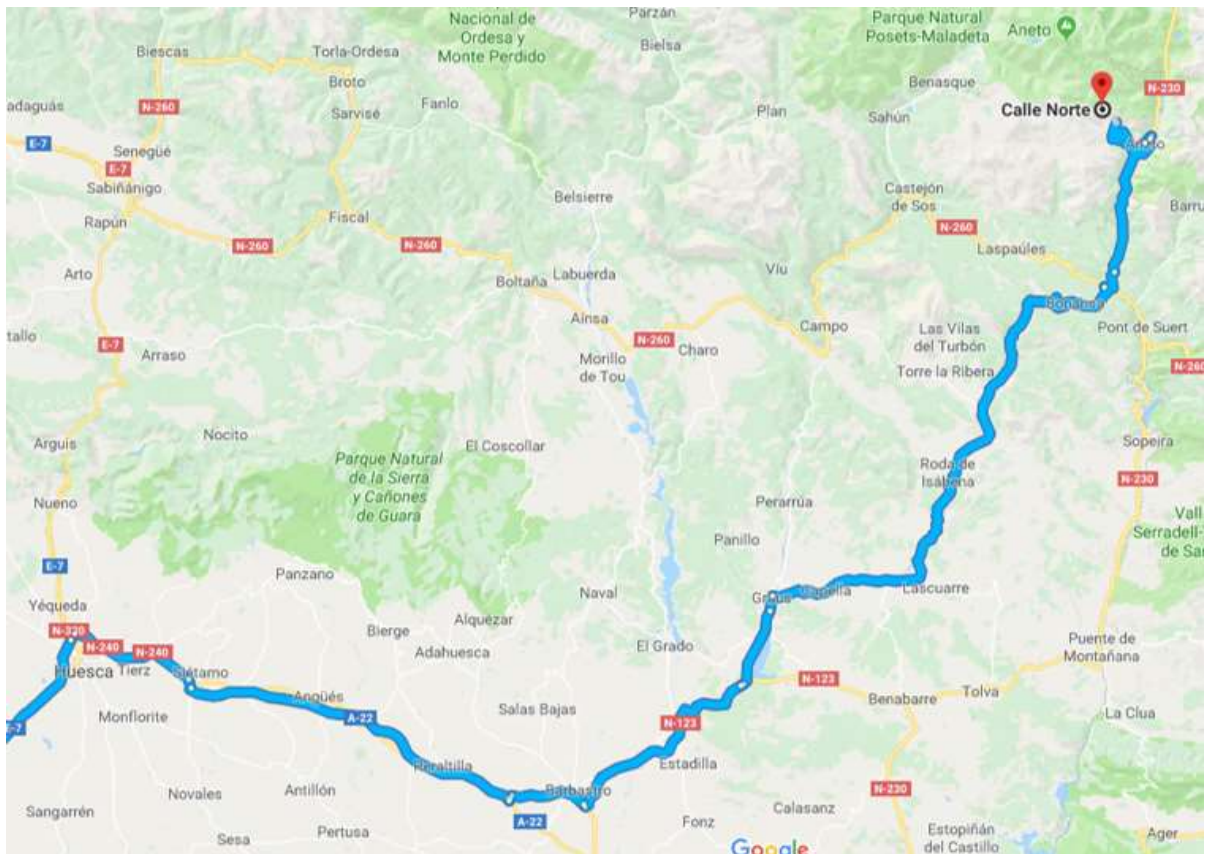 Nacional de
Ordesa y
Monte Perdido
Parzán
Bielsa
Parque Natural
Posets-Maladeta
Aneto
Biescas
Torla-Ordesa
Broto
Sarvisé
Fanlo
Plan
Benasque
Sahún
N-230
Calle Norte
N-260
adaguás
E-7
Senegüé
E-7
Sabiñánigo
Rapún
Belsierre
Castejón
de Sos
N-260
Barru
Fiscal
N-260
N-260
Laspaúles
Arto
Víu
Labuerda
Boltaña
Bonansa
Aínsa
Campo
Las Vilas
del Turbón
Pont de Suert
tallo
E-7
Arraso
N-260
Charo
Morillo
de Tou
Torre la Ribera
N-260
Arguis
Nocito
El Coscollar
Sopeira
Parque Natural
de la Sierra
y Cañones
de Guara
Roda de
Isábena
N-230
Nueno
Perarrúa
Panillo
Vall
Serradell-
de Sa
E-7
Panzano
Naval
Graus
Lascuarre
Yéqueda
Alquézar
Bierge
Adahuesca
El Grado
N-320
N-240
N-240
Huesca
Tierz
Siétamo
Puente de
Montañana
N-123
Benabarre
Tolva
Angüés
Monflorite
Salas Bajas
La Clua
A-22
N-123
-7
Peraltilla
Estadilla
Barbastro
Novales
Antillón
N-230
Sangarrén
A-22
Calasanz
Fonz
Pertusa
Sesa
Estopiñán
del Castillo
Ager
Google